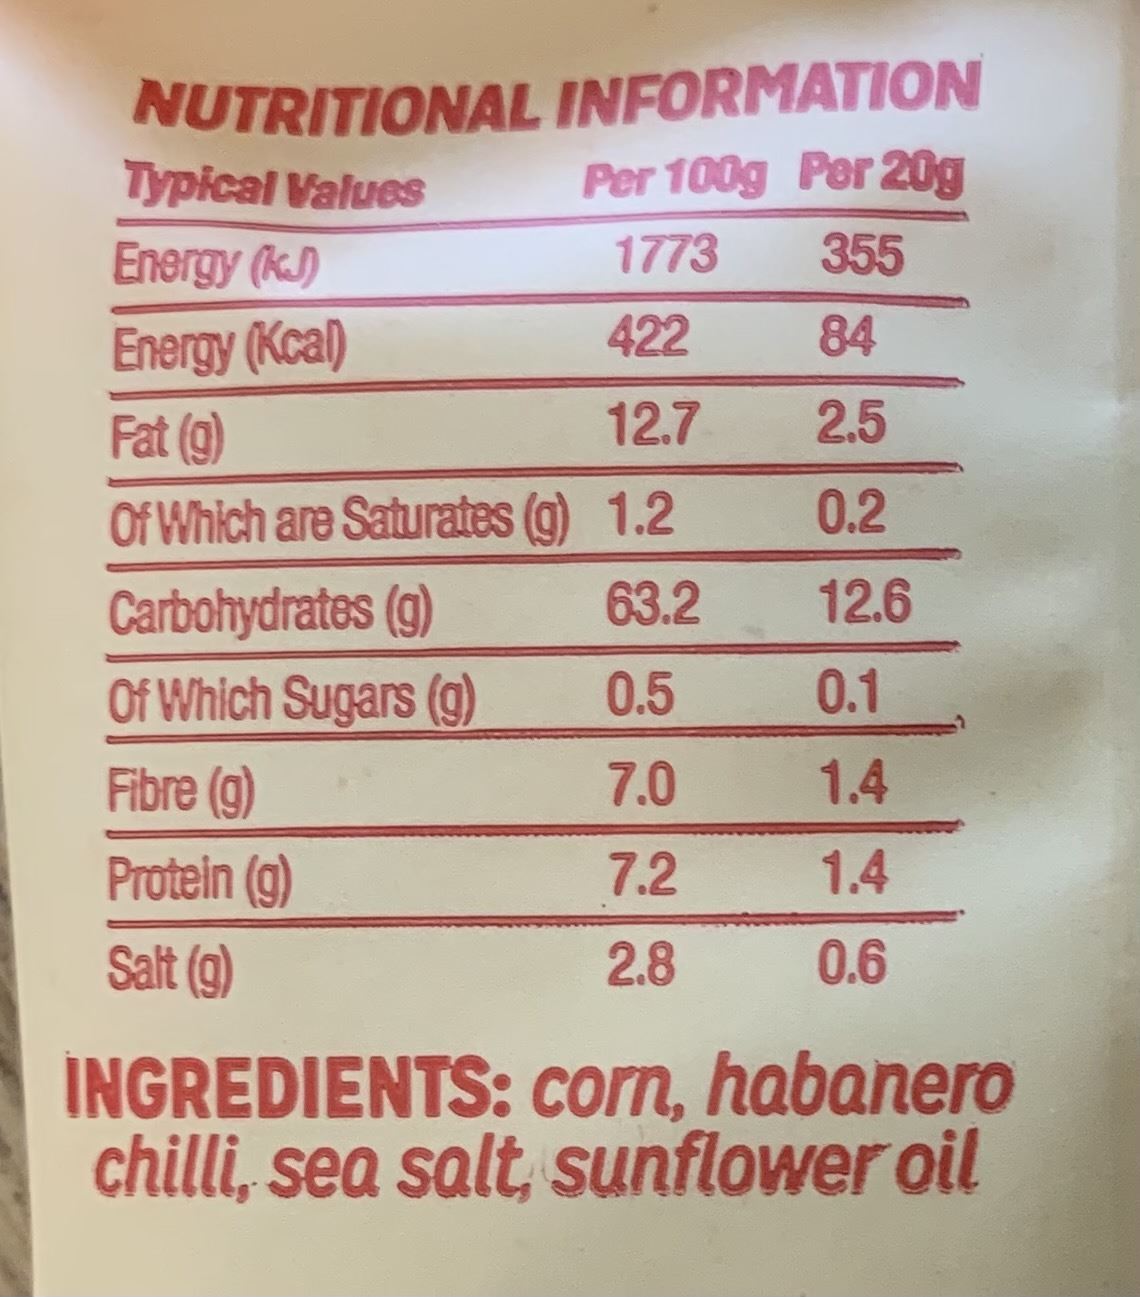 NUTRITIONAL INFORMATION
Typical Values Per 100g Per 20g
Energy (kJ) 1773 355
Energy (Kcal) 422 84
Fat (g) 12.7 2.5
Of Which are Saturates (g) 1.2 0.2
Carbohydrates (g) 63.2 12.6
Of Which Sugars (g) 0.5 0.1
Fibre (g) 7.0 1.4
Protein (g) 7.2 1.4
Salt (g) 2.8 0.6
INGREDIENTS: corn, habanero
chilli, sea salt, sunflower oil